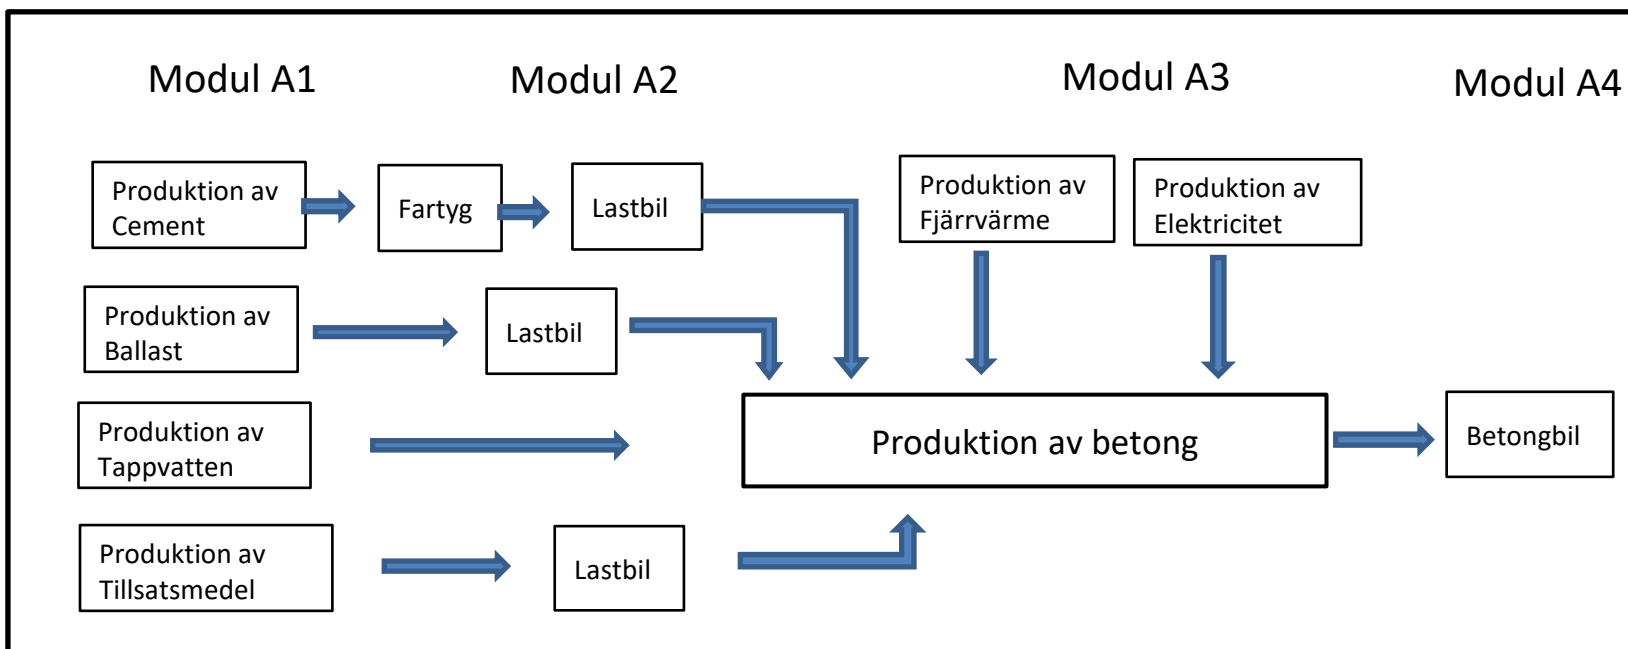 Modul A1
Modul A2
Modul A3
Modul A4
Produktion av
Cement
Fartyg
Lastbil
Produktion av
Fjärrvärme
Produktion av
Elektricitet
Produktion av
Ballast
Lastbil
Produktion av
Tappvatten
Produktion av betong
Betongbil
Produktion av
Tillsatsmedel
Lastbil